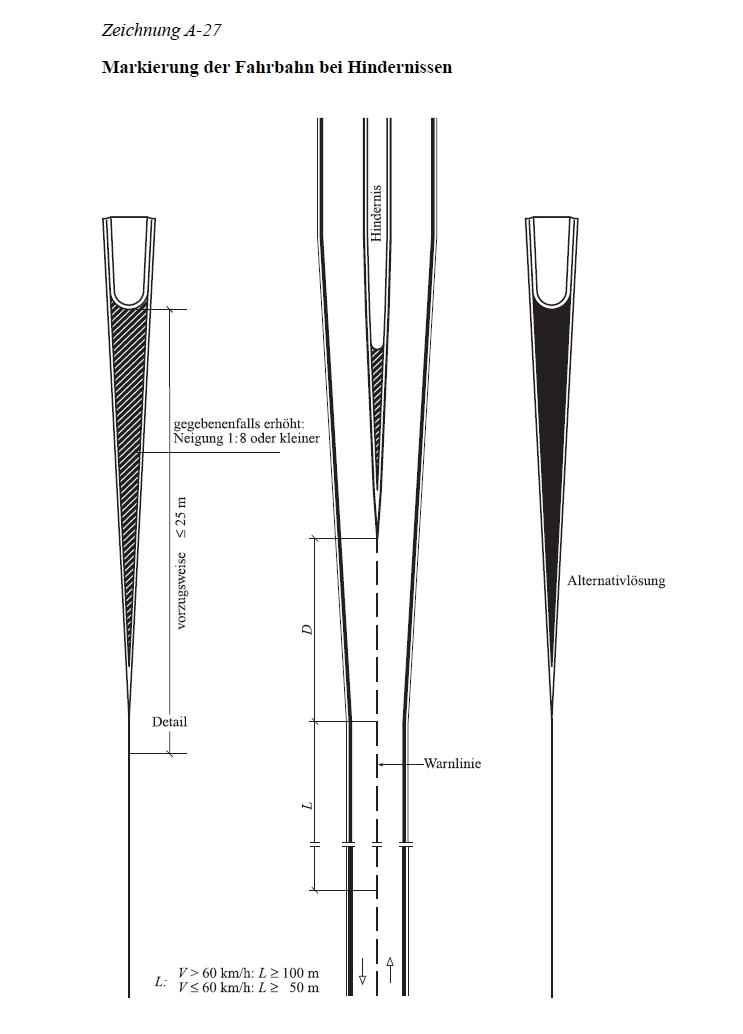 Zeichnung A-27
Markierung der Fahrbahn bei Hindernissen
Hindernis
gegebenenfalls erhöht:
Neigung 1:8 oder kleiner
vorzugsweise ≤ 25 m
Detail
D
L
Alternativlösung
Warnlinie
L: V > 60 km/h: L ≥ 100 m
V ≤ 60 km/h: L ≥ 50 m